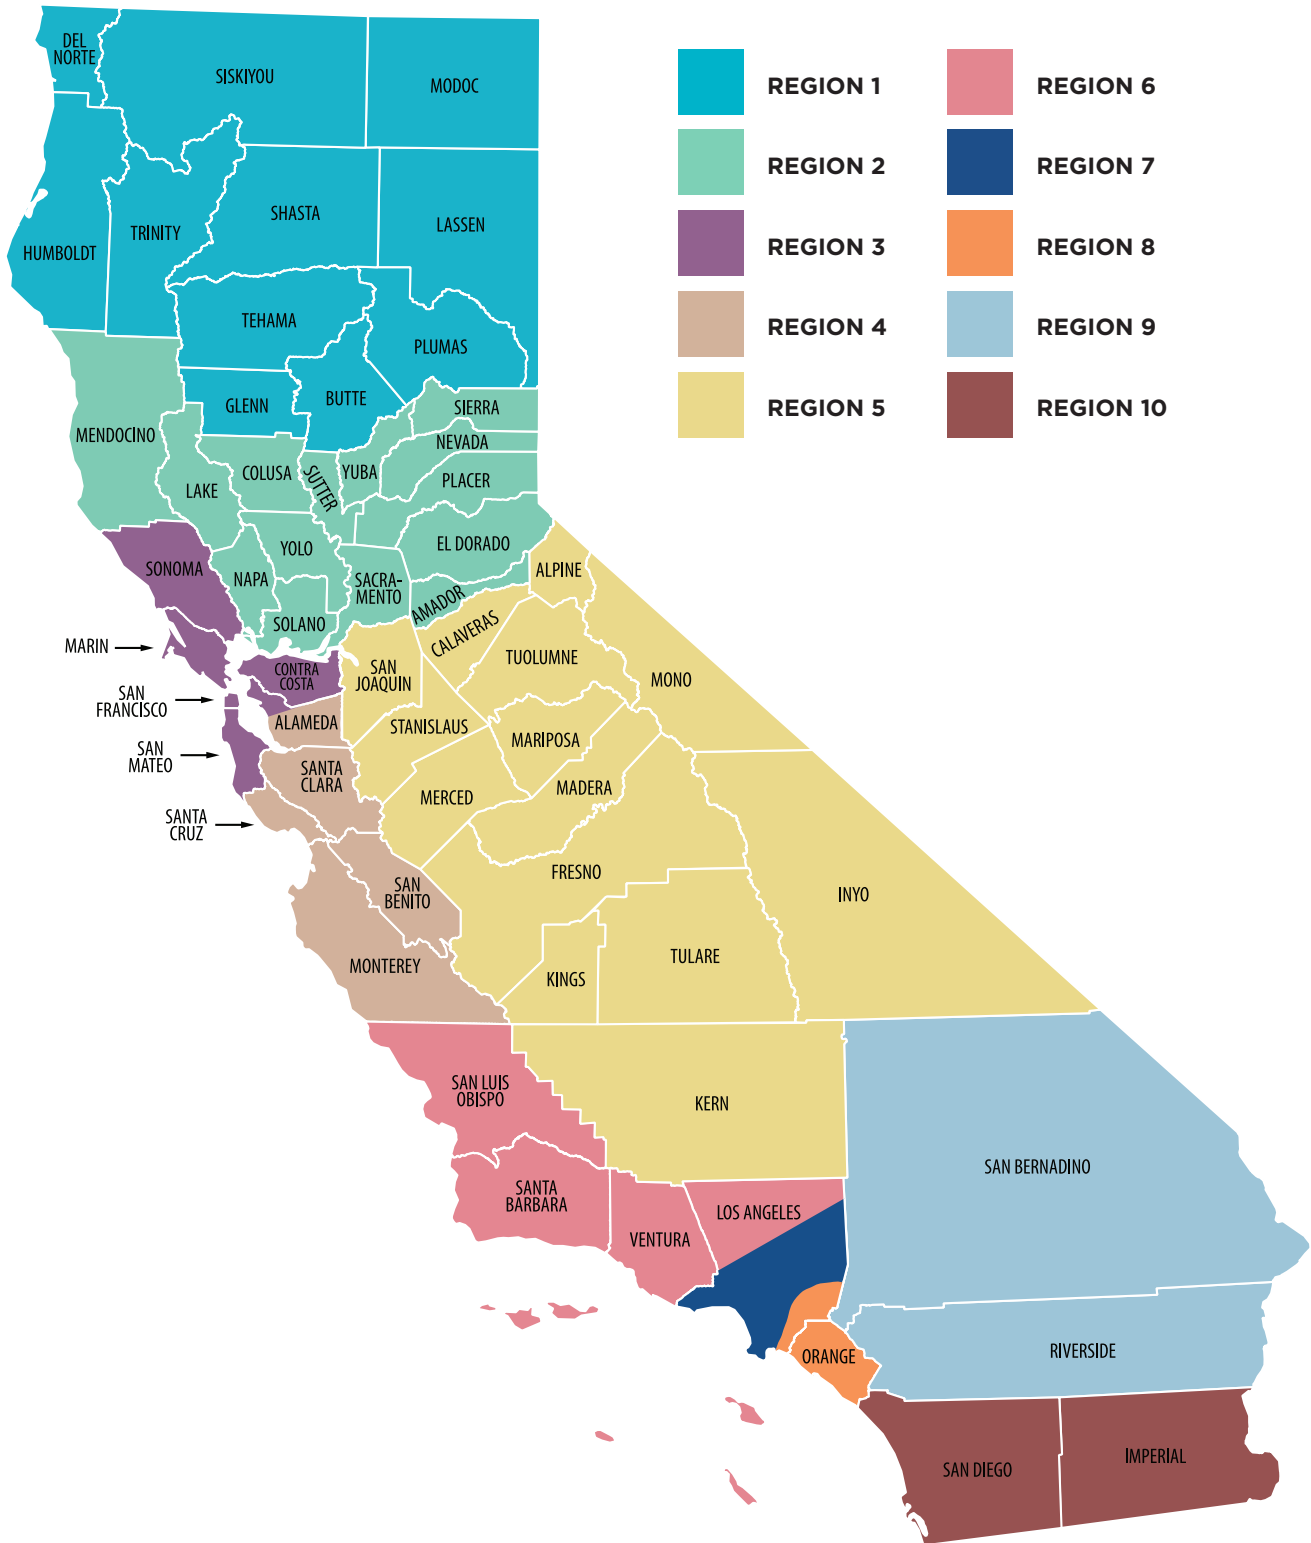 DEL
NORTE
SISKIYOU
MODOC
HUMBOLDT
TRINITY
SHASTA
LASSEN
TEHAMA
PLUMAS
GLENN
BUTTE
MENDOCINO
LAKE
COLUSA
SUTTER
YUBA
SIERRA
NEVADA
PLACER
EL DORADO
YOLO
NAPA
SACRA-
MENTO
SOLANO
AMADOR
SONOMA
MARIN
CONTRA
COSTA
SAN
FRANCISCO
SAN
MATEO
ALAMEDA
SANTA
CLARA
SANTA
CRUZ
SAN
BENITO
MONTEREY
ALPINE
CALAVERAS
SAN
JOAQUIN
TUOLUMNE
MONO
STANISLAUS
MARIPOSA
MERCED
MADERA
FRESNO
INYO
KINGS
TULARE
KERN
SAN LUIS
OBISPO
SANTA
BARBARA
VENTURA
LOS ANGELES
ORANGE
SAN BERNADINO
RIVERSIDE
SAN DIEGO
IMPERIAL
REGION 1
REGION 2
REGION 3
REGION 4
REGION 5
REGION 6
REGION 7
REGION 8
REGION 9
REGION 10